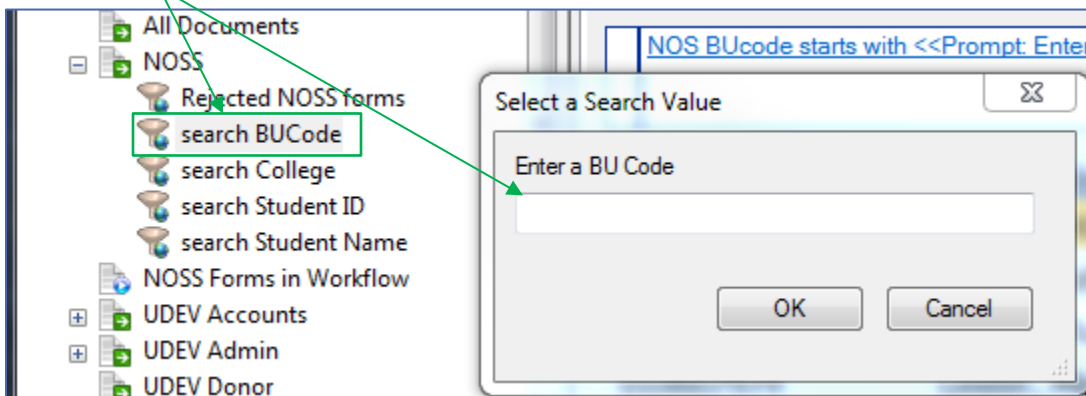 All Documents
NOSS
Rejected NOSS forms
search BUCode
search College
search Student ID
search Student Name
NOSS Forms in Workflow
UDEV Accounts
UDEV Admin
UDEV Donor
NOS BUcode starts with <<Prompt: Enter
Select a Search Value
Enter a BU Code
OK
Cancel